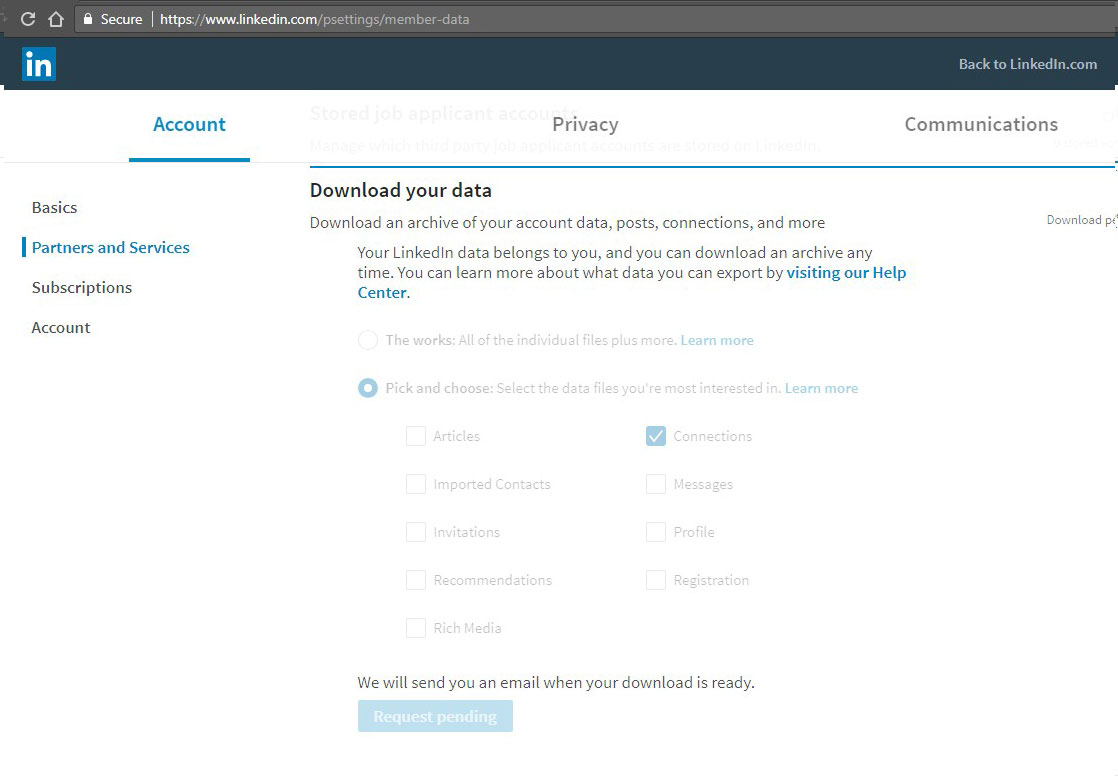 Secure https://www.linkedin.com/psettings/member-data
in
Back to LinkedIn.com
Stored job applicant accounts
Account
Privacy
Communications
Manage which third party job applicant accounts are stored on LinkedIn.
Basics
Partners and Services
Subscriptions
Account
Download your data
Download an archive of your account data, posts, connections, and more
Download
Your LinkedIn data belongs to you, and you can download an archive any
time. You can learn more about what data you can export by visiting our Help
Center.
The works: All of the individual files plus more. Learn more
Pick and choose: Select the data files you're most interested in. Learn more
Articles
Connections
Imported Contacts
Messages
Invitations
Profile
Recommendations
Registration
Rich Media
We will send you an email when your download is ready.
Request pending